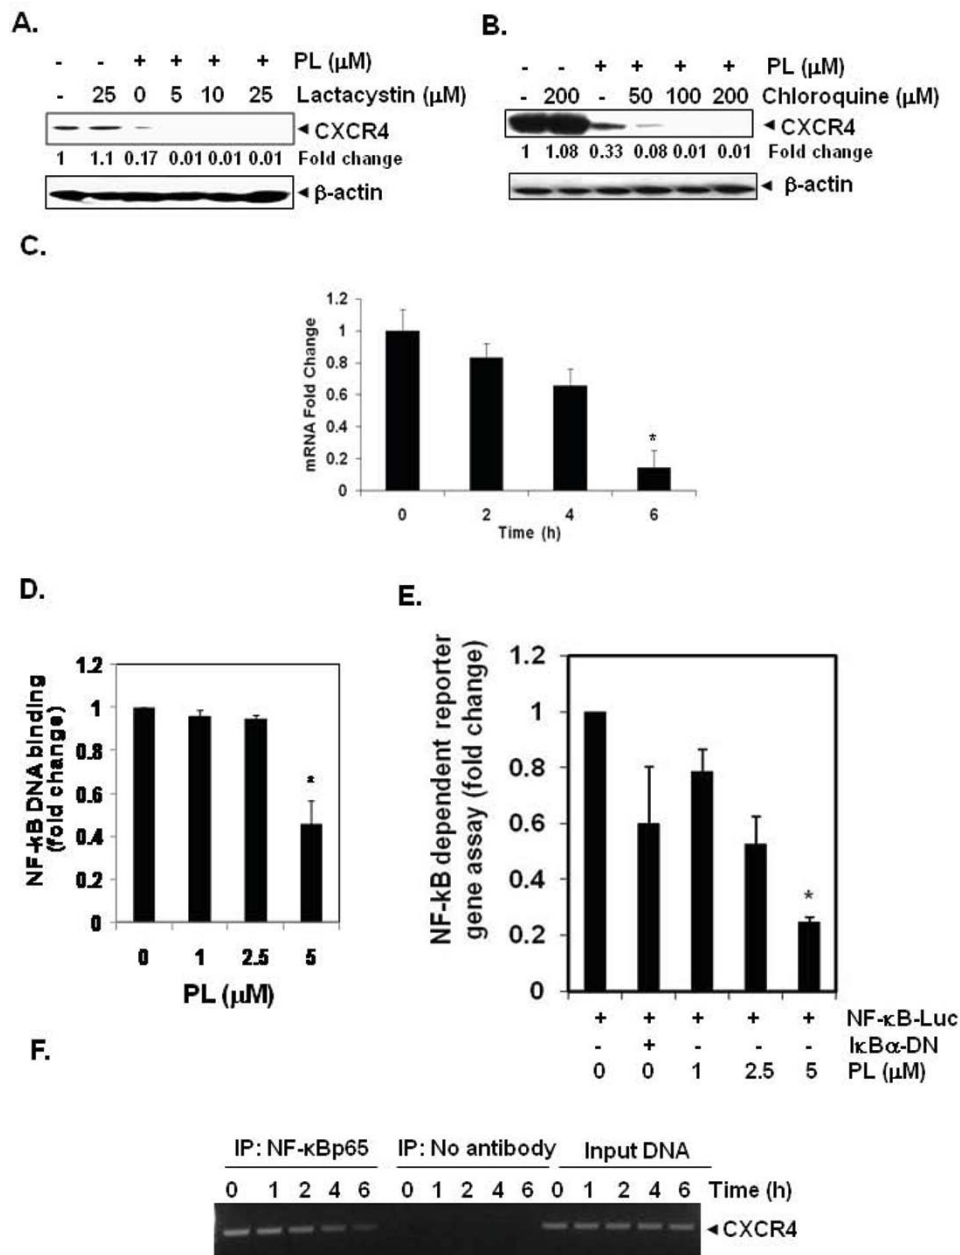 A.
- - + + + + PL (μM)
- 25 0 5 10 25 Lactacystin (μM)
◄ CXCR4
1 1.1 0.17 0.01 0.01 0.01 Fold change
◄ β-actin
B.
- - + + + + PL (μM)
- 200 - 50 100 200 Chloroquine (μM)
◄ CXCR4
1 1.08 0.33 0.08 0.01 0.01 Fold change
◄ β-actin
C.
mRNA Fold Change
1.2
1
0.8
0.6
0.4
0.2
0
*
0 2 4 6
Time (h)
D.
NF-kB DNA binding
(fold change)
1.2
1
0.8
0.6
0.4
0.2
0
*
0 1 2.5 5
PL (μM)
E.
NF-kB dependent reporter
gene assay (fold change)
1.2
1
0.8
0.6
0.4
0.2
0
*
+ + + + + NF-κB-Luc
- + - - - IκBα-DN
0 0 1 2.5 5 PL (μM)
F.
IP: NF-κBp65 IP: No antibody Input DNA
0 1 2 4 6 0 1 2 4 6 0 1 2 4 6 Time (h)
◄CXCR4